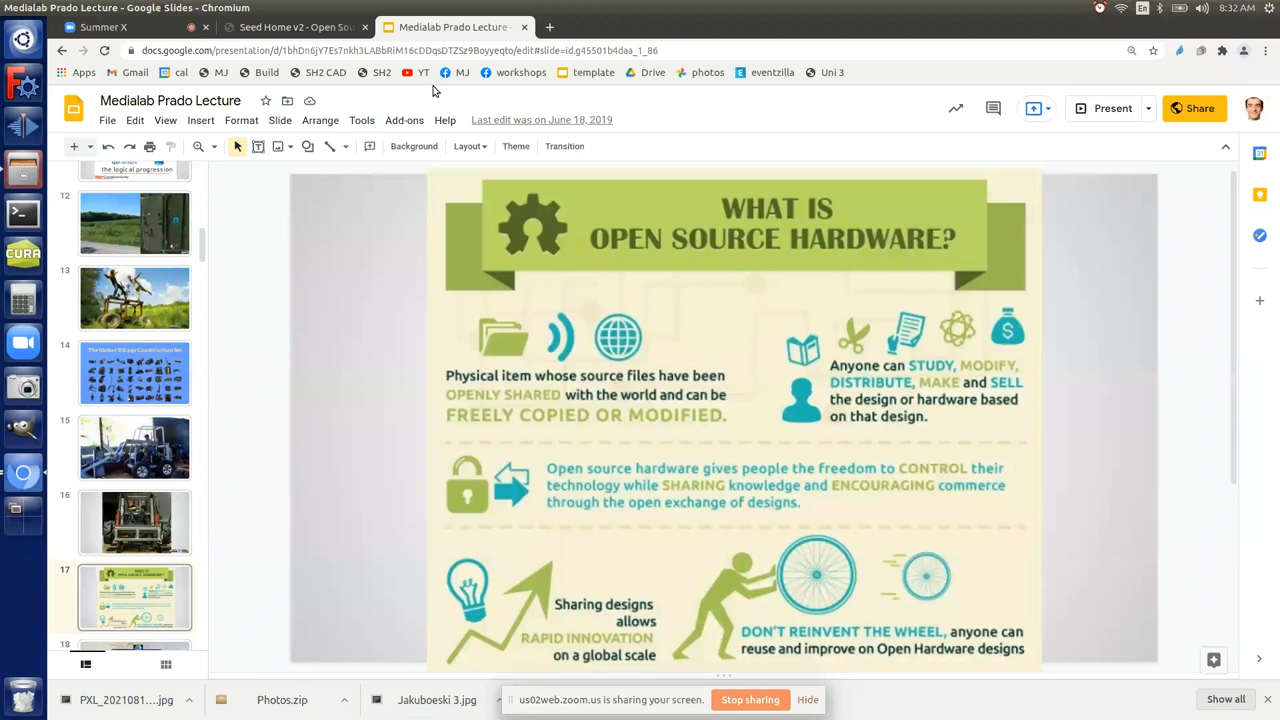 Medialab Prado Lecture - Google Slides - Chromium
En
8:32 AM
Summer X
Seed Home v2 - Open Sou
Medialab Prado Lecture -
docs.google.com/presentation/d/1bhDn6jY7Es7nkh3LABbRiM16cDDqsDTZSz9Boyyeqto/edit#slide=id.g45501b4daa_1_86
Apps Gmail cal MJ Build SH2 CAD SH2 YT MJ workshops template Drive photos eventzilla Uni 3
Medialab Prado Lecture
File Edit View Insert Format Slide Arrange Tools Add-ons Help Last edit was on June 18, 2019
Present
Share
Background Layout Theme Transition
the logical progression
12
13
14
The Global Village Construction Set
15
16
17
18
CURA
WHAT IS
OPEN SOURCE HARDWARE?
Physical item whose source files have been
OPENLY SHARED with the world and can be
FREELY COPIED OR MODIFIED.
Anyone can STUDY, MODIFY,
DISTRIBUTE, MAKE and SELL
the design or hardware based
on that design.
Open source hardware gives people the freedom to CONTROL their
technology while SHARING knowledge and ENCOURAGING commerce
through the open exchange of designs.
Sharing designs
allows
RAPID INNOVATION
on a global scale
DON'T REINVENT THE WHEEL, anyone can
reuse and improve on Open Hardware designs
PXL_2021081....jpg
Photos.zip
Jakuboeski 3.jpg
us02web.zoom.us is sharing your screen.
Stop sharing
Hide
Show all